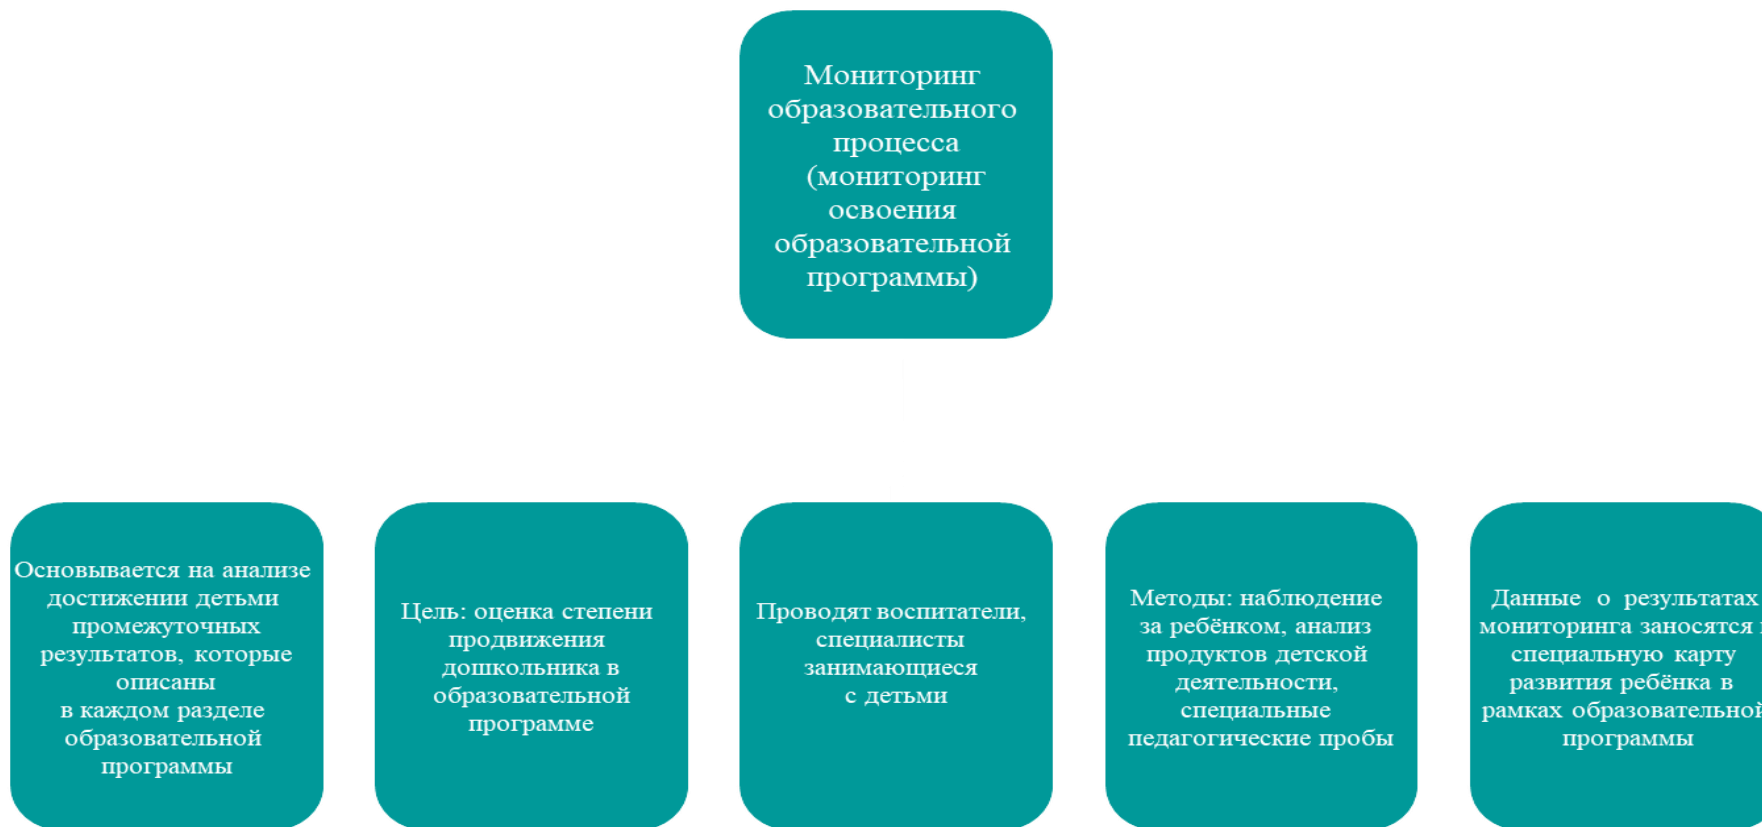 Мониторинг
образовательного
процесса
(мониторинг
освоения
образовательной
программы)
Основывается на анализе
достижении детьми
промежуточных
результатов, которые
описаны
в каждом разделе
образовательной
программы
Цель: оценка степени
продвижения
дошкольника в
образовательной
программе
Проводят воспитатели,
специалисты
занимающиеся
с детьми
Методы: наблюдение
за ребёнком, анализ
продуктов детской
деятельности,
специальные
педагогические пробы
Данные о результатах
мониторинга заносятся
специальную карту
развития ребёнка в
рамках образовательной
программы